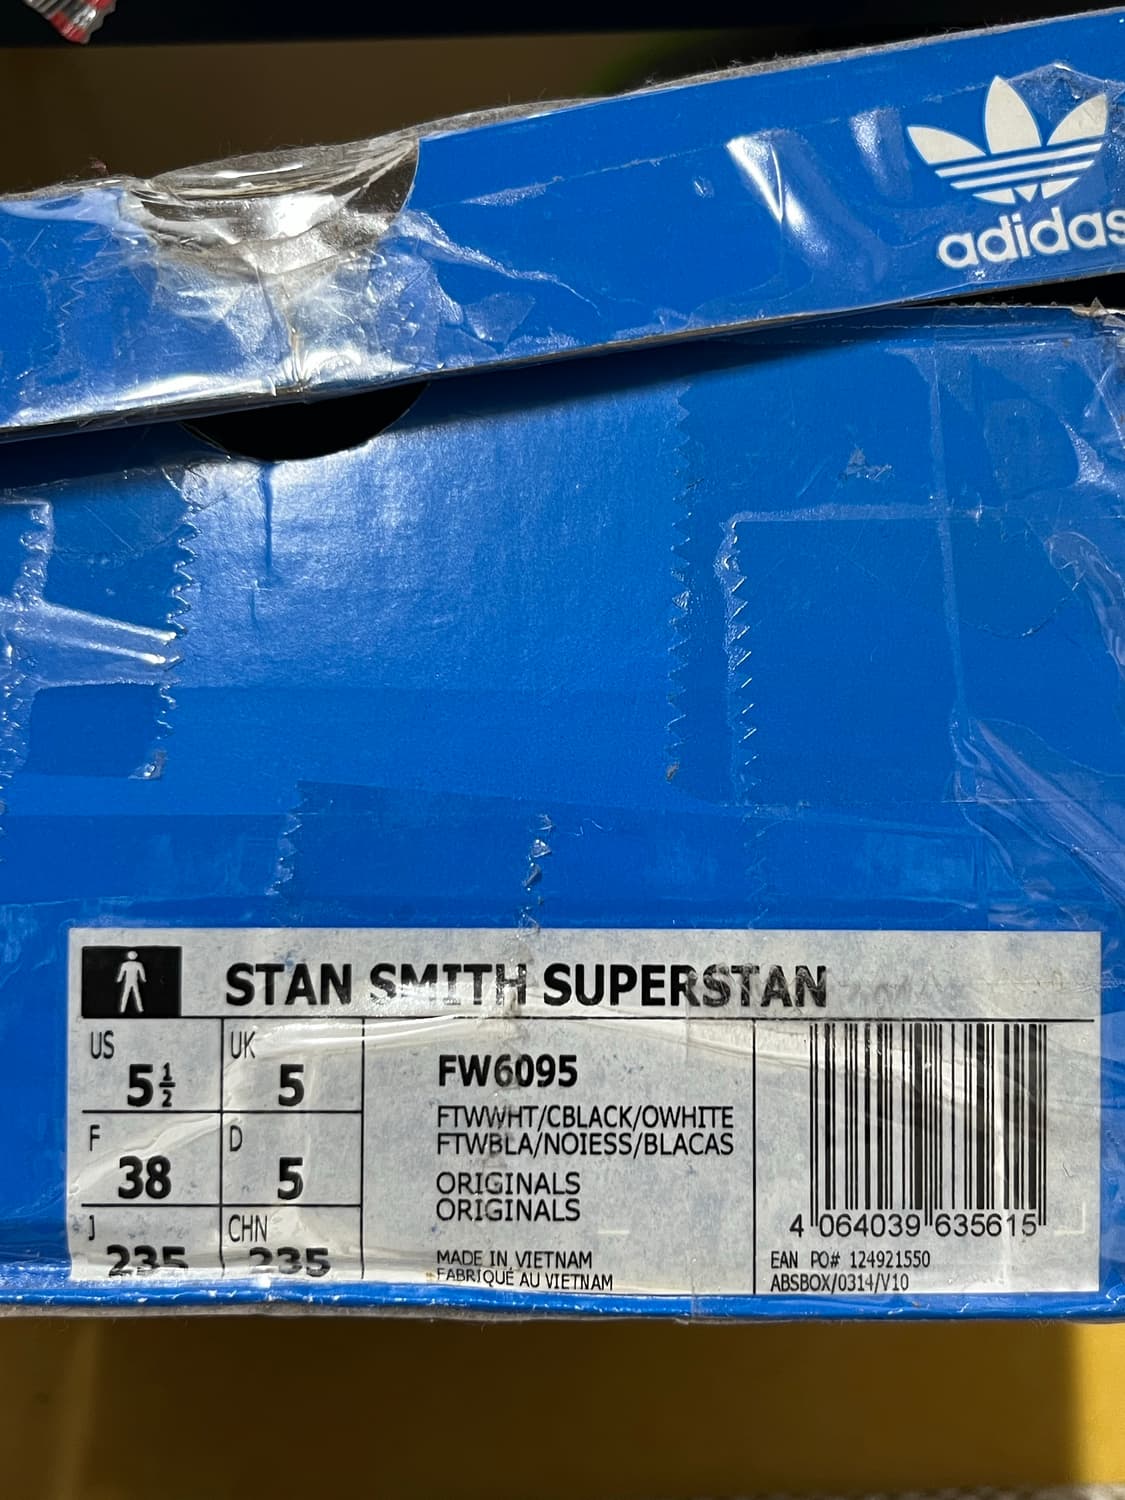 adidas
STAN SMITH SUPERSTAN
US 5½
UK 5
F 38
D 5
J 235
CHN 235
FW6095
FTWWHT/CBLACK/OWHITE
FTWBLA/NOIESS/BLACAS
ORIGINALS
ORIGINALS
MADE IN VIETNAM
FABRIQUÉ AU VIETNAM
4 064039 635615
EAN PO# 124921550
ABSBOX/0314/V10